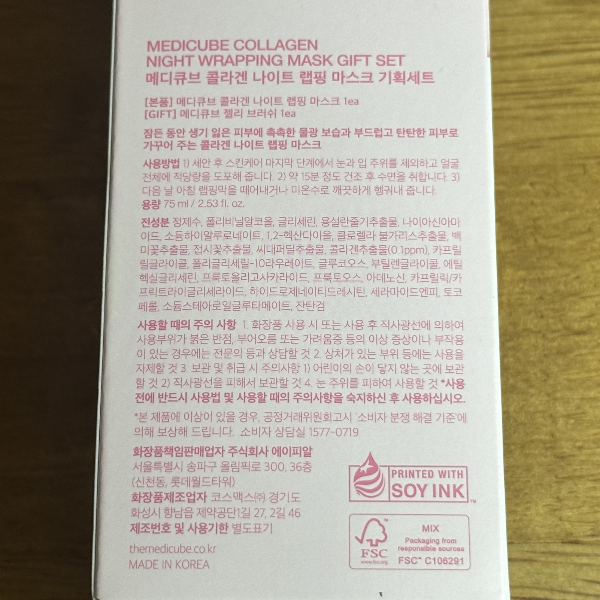 MEDICUBE COLLAGEN
NIGHT WRAPPING MASK GIFT SET
메디큐브 콜라겐 나이트 랩핑 마스크 기획세트
[본품] 메디큐브 콜라겐 나이트 랩핑 마스크 1ea
[GIFT] 메디큐브 젤리 브러쉬 1ea
잠든 동안 생기 잃은 피부에 촉촉한 물광 보습과 부드럽고 탄탄한 피부로
가꾸어 주는 콜라겐 나이트 랩핑 마스크
사용방법 1) 세안 후 스킨케어 마지막 단계에서 눈과 입 주위를 제외하고 얼굴
전체에 적당량을 도포해 줍니다. 2) 약 15분 정도 건조 후 수면을 취합니다. 3)
다음 날 아침 랩핑막을 떼어내거나 미온수로 깨끗하게 헹궈내 줍니다.
용량 75 ml / 2.53 fl. oz.
전성분 정제수, 폴리비닐알코올, 글리세린, 용설란줄기추출물, 나이아신아마
이드, 소듐하이알루로네이트, 1,2-헥산다이올, 클로렐라 불가리스추출물, 백
미꽃추출물, 접시꽃추출물, 씨대퍼딜추출물, 콜라겐추출물(0.1ppm), 카프릴
릴글라이콜, 폴리글리세릴-10라우레이트, 글루코오스, 부틸렌글라이콜, 에틸
헥실글리세린, 프룩토올리고사카라이드, 프룩토오스, 아데노신, 카프릴릭/카
프릭트라이글리세라이드, 하이드로제네이티드레시틴, 세라마이드엔피, 토코
페롤, 소듐스테아로일글루타메이트, 잔탄검
사용할 때의 주의 사항 1. 화장품 사용 시 또는 사용 후 직사광선에 의하여
사용부위가 붉은 반점, 부어오름 또는 가려움증 등의 이상 증상이나 부작용
이 있는 경우에는 전문의 등과 상담할 것 2. 상처가 있는 부위 등에는 사용을
자제할 것 3. 보관 및 취급 시 주의사항 1) 어린이의 손이 닿지 않는 곳에 보관
할 것 2) 직사광선을 피해서 보관할 것 4. 눈 주위를 피하여 사용할 것 *사용
전에 반드시 사용법 및 사용할 때의 주의사항을 숙지하신 후 사용하십시오.
*본 제품에 이상이 있을 경우, 공정거래위원회고시 '소비자 분쟁 해결 기준'에
의해 보상해 드립니다. 소비자 상담실 1577-0719
화장품책임판매업자 주식회사 에이피알
서울특별시 송파구 올림픽로 300, 36층
(신천동, 롯데월드타워)
화장품제조업자 코스맥스㈜ 경기도
화성시 향남읍 제약공단1길 27, 2길 46
제조번호 및 사용기한 별도표기
themedicube.co.kr
MADE IN KOREA
PRINTED WITH
SOY INK™
FSC
www.fsc.org
MIX
Packaging from
responsible sources
FSC™ C106291